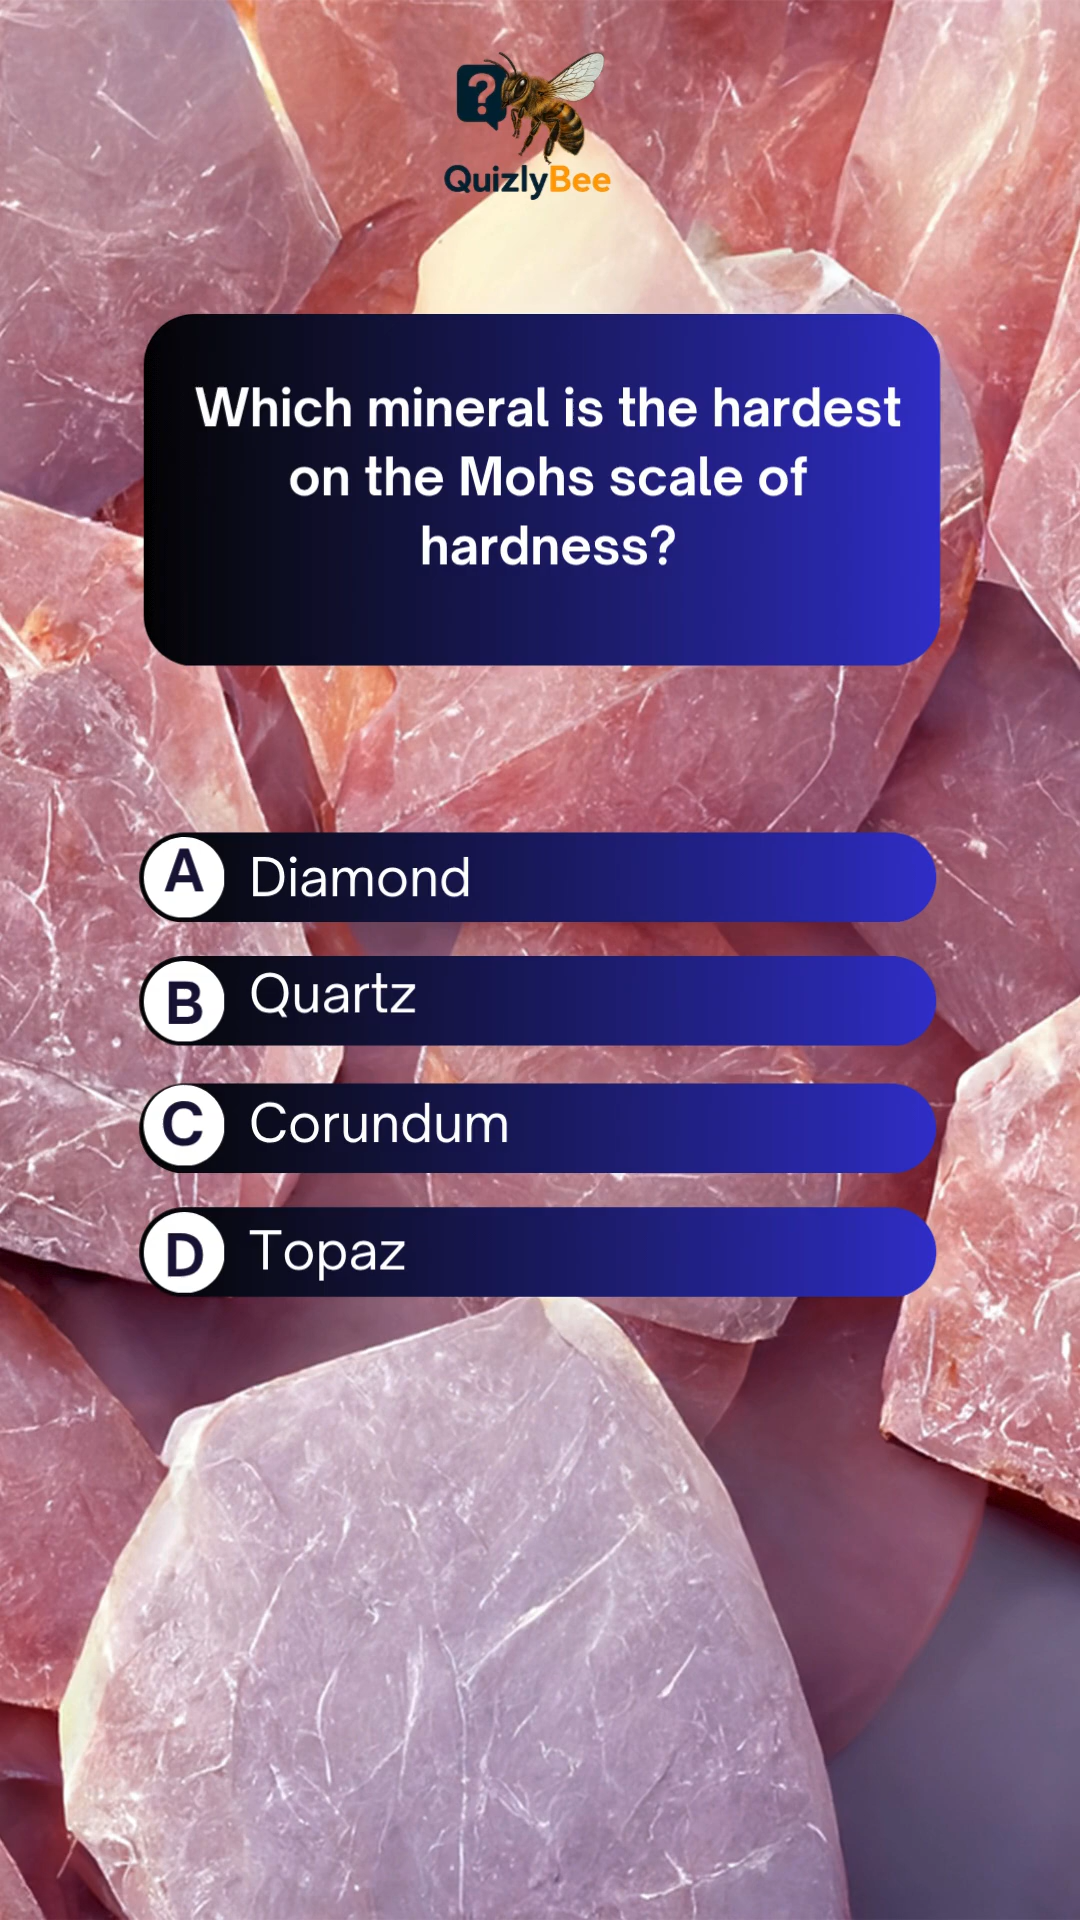 ?
QuizlyBee
Which mineral is the hardest
on the Mohs scale of
hardness?
A Diamond
B Quartz
C Corundum
D Topaz